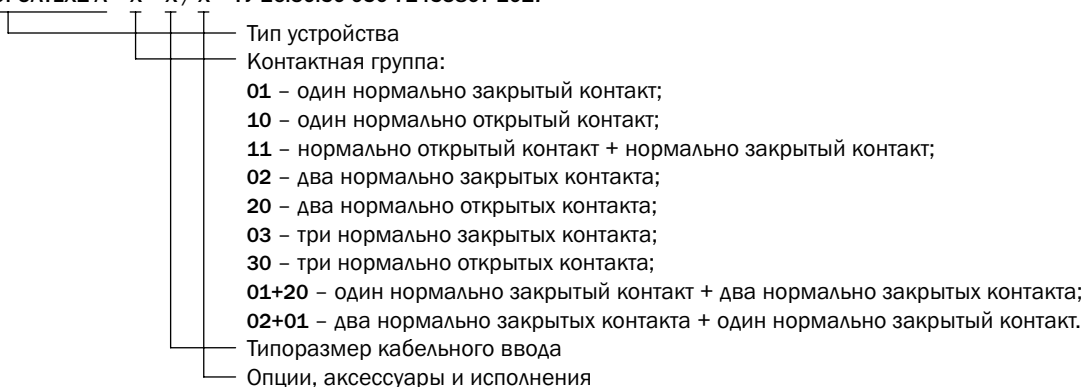 Тип устройства
Контактная группа:
01 – один нормально закрытый контакт;
10 – один нормально открытый контакт;
11 – нормально открытый контакт + нормально закрытый контакт;
02 – два нормально закрытых контакта;
20 – два нормально открытых контакта;
03 – три нормально закрытых контакта;
30 – три нормально открытых контакта;
01+20 – один нормально закрытый контакт + два нормально закрытых контакта;
02+01 – два нормально закрытых контакта + один нормально закрытый контакт.
Типоразмер кабельного ввода
Опции, аксессуары и исполнения